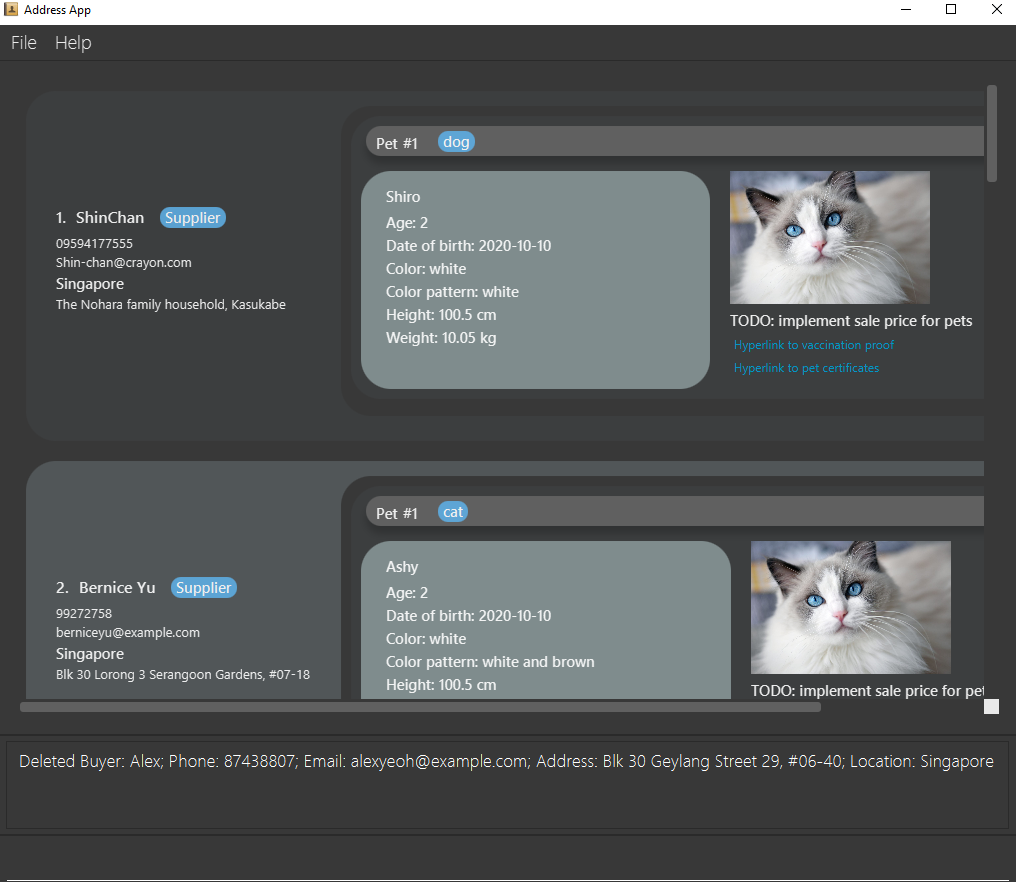 Address App
File Help
Pet #1 dog
Shiro
Age: 2
Date of birth: 2020-10-10
Color: white
Color pattern: white
Height: 100.5 cm
Weight: 10.05 kg
TODO: implement sale price for pets
Hyperlink to vaccination proof
Hyperlink to pet certificates
1. ShinChan Supplier
09594177555
Shin-chan@crayon.com
Singapore
The Nohara family household, Kasukabe
Pet #1 cat
Ashy
Age: 2
Date of birth: 2020-10-10
Color: white
Color pattern: white and brown
Height: 100.5 cm
TODO: implement sale price for pet
2. Bernice Yu Supplier
99272758
berniceyu@example.com
Singapore
Blk 30 Lorong 3 Serangoon Gardens, #07-18
Deleted Buyer: Alex; Phone: 87438807; Email: alexyeoh@example.com; Address: Blk 30 Geylang Street 29, #06-40; Location: Singapore